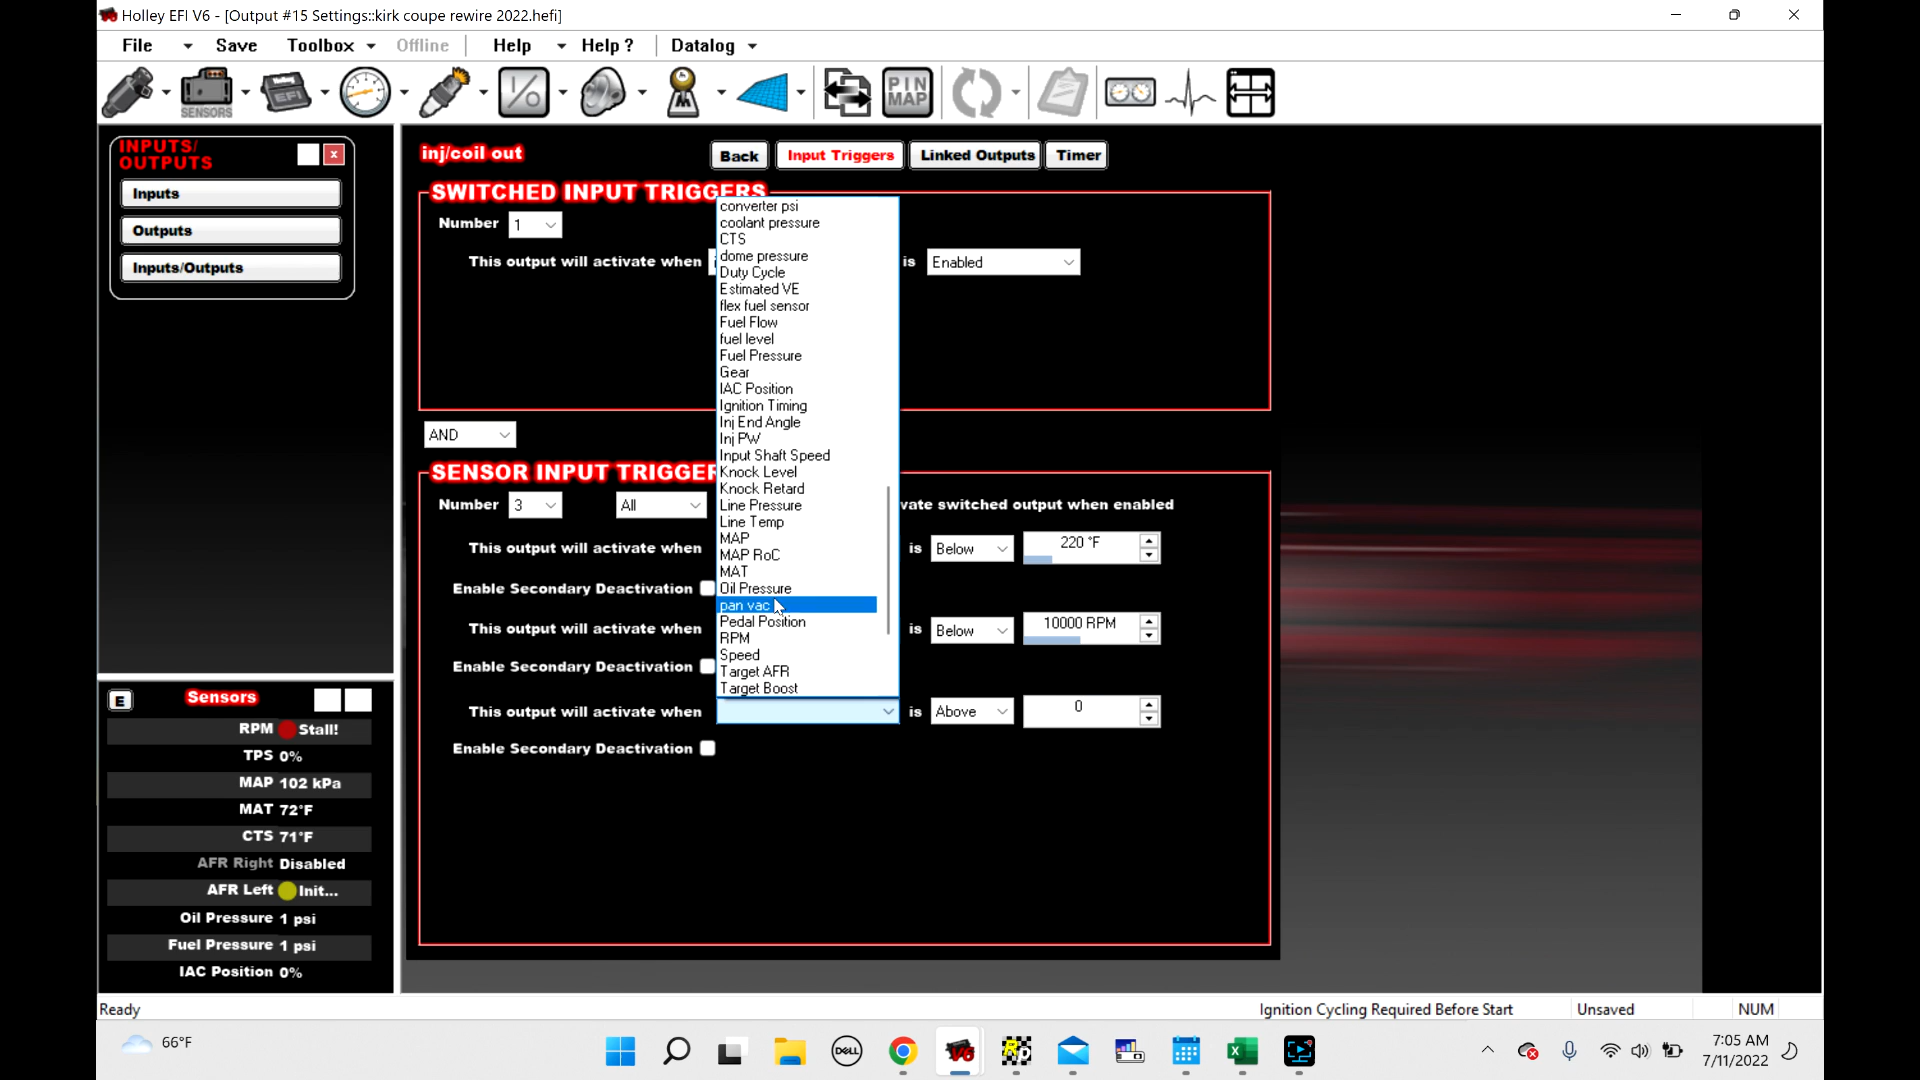 Holley EFI V6 - [Output #15 Settings::kirk coupe rewire 2022.hefi]
File Save Toolbox Offline Help Help ? Datalog
SENSORS
EFI
I/O
PIN
MAP
INPUTS/
OUTPUTS
x
Inputs
Outputs
Inputs/Outputs
inj/coil out
Back Input Triggers Linked Outputs Timer
SWITCHED INPUT TRIGGERS
Number 1
This output will activate when is Enabled
AND
SENSOR INPUT TRIGGER
Number 3 All vate switched output when enabled
This output will activate when is Below 220 °F
Enable Secondary Deactivation
This output will activate when is Below 10000 RPM
Enable Secondary Deactivation
This output will activate when is Above 0
Enable Secondary Deactivation
converter psi
coolant pressure
CTS
dome pressure
Duty Cycle
Estimated VE
flex fuel sensor
Fuel Flow
fuel level
Fuel Pressure
Gear
IAC Position
Ignition Timing
Inj End Angle
Inj PW
Input Shaft Speed
Knock Level
Knock Retard
Line Pressure
Line Temp
MAP
MAP RoC
MAT
Oil Pressure
pan vac
Pedal Position
RPM
Speed
Target AFR
Target Boost
E Sensors
RPM Stall!
TPS 0%
MAP 102 kPa
MAT 72°F
CTS 71°F
AFR Right Disabled
AFR Left Init...
Oil Pressure 1 psi
Fuel Pressure 1 psi
IAC Position 0%
Ready Ignition Cycling Required Before Start Unsaved NUM
66°F
DELL
V6
7:05 AM
7/11/2022